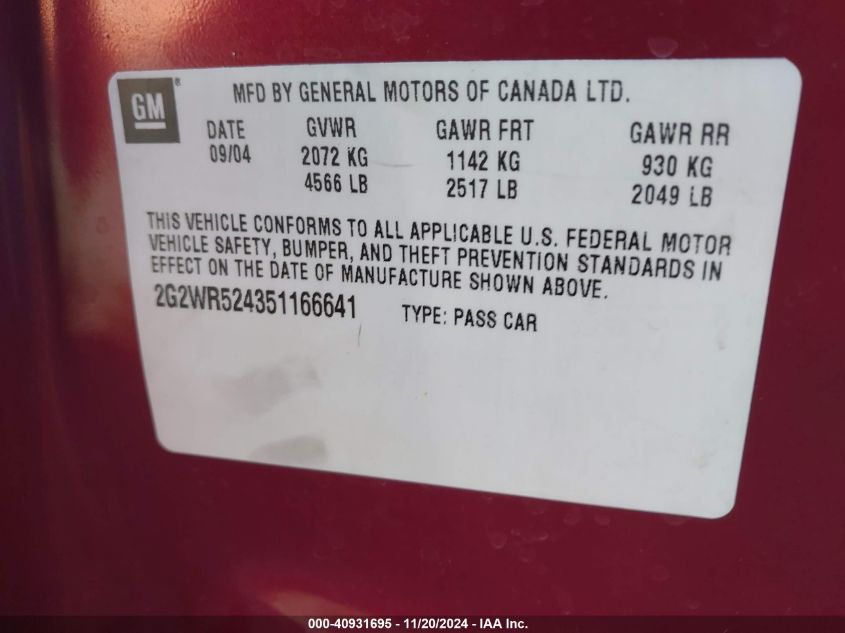 GM ®
MFD BY GENERAL MOTORS OF CANADA LTD.
DATE GVWR GAWR FRT GAWR RR
09/04 2072 KG 1142 KG 930 KG
4566 LB 2517 LB 2049 LB
THIS VEHICLE CONFORMS TO ALL APPLICABLE U.S. FEDERAL MOTOR
VEHICLE SAFETY, BUMPER, AND THEFT PREVENTION STANDARDS IN
EFFECT ON THE DATE OF MANUFACTURE SHOWN ABOVE.
2G2WR524351166641 TYPE: PASS CAR
000-40931695 - 11/20/2024 - IAA Inc.